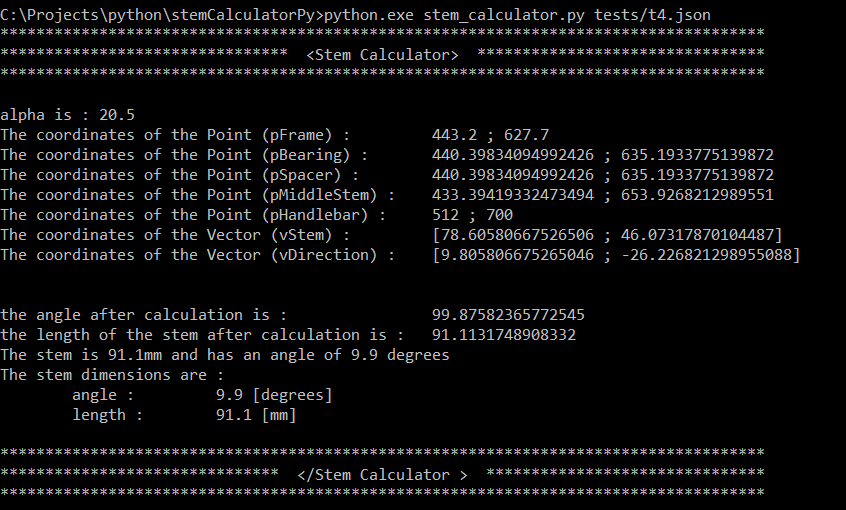 C:\Projects\python\stemCalculatorPy>python.exe stem_calculator.py tests/t4.json
*************************************************************************************
********************************  <Stem Calculator>  ********************************
*************************************************************************************
alpha is : 20.5
The coordinates of the Point (pFrame) :         443.2 ; 627.7
The coordinates of the Point (pBearing) :       440.39834094992426 ; 635.1933775139872
The coordinates of the Point (pSpacer) :        440.39834094992426 ; 635.1933775139872
The coordinates of the Point (pMiddleStem) :    433.39419332473494 ; 653.9268212989551
The coordinates of the Point (pHandlebar) :     512 ; 700
The coordinates of the Vector (vStem) :         [78.60580667526506 ; 46.07317870104487]
The coordinates of the Vector (vDirection) :    [9.805806675265046 ; -26.226821298955088]
the angle after calculation is :                99.87582365772545
the length of the stem after calculation is :   91.1131748908332
The stem is 91.1mm and has an angle of 9.9 degrees
The stem dimensions are :
        angle :         9.9 [degrees]
        length :        91.1 [mm]
*************************************************************************************
*******************************  </Stem Calculator >  *******************************
*************************************************************************************